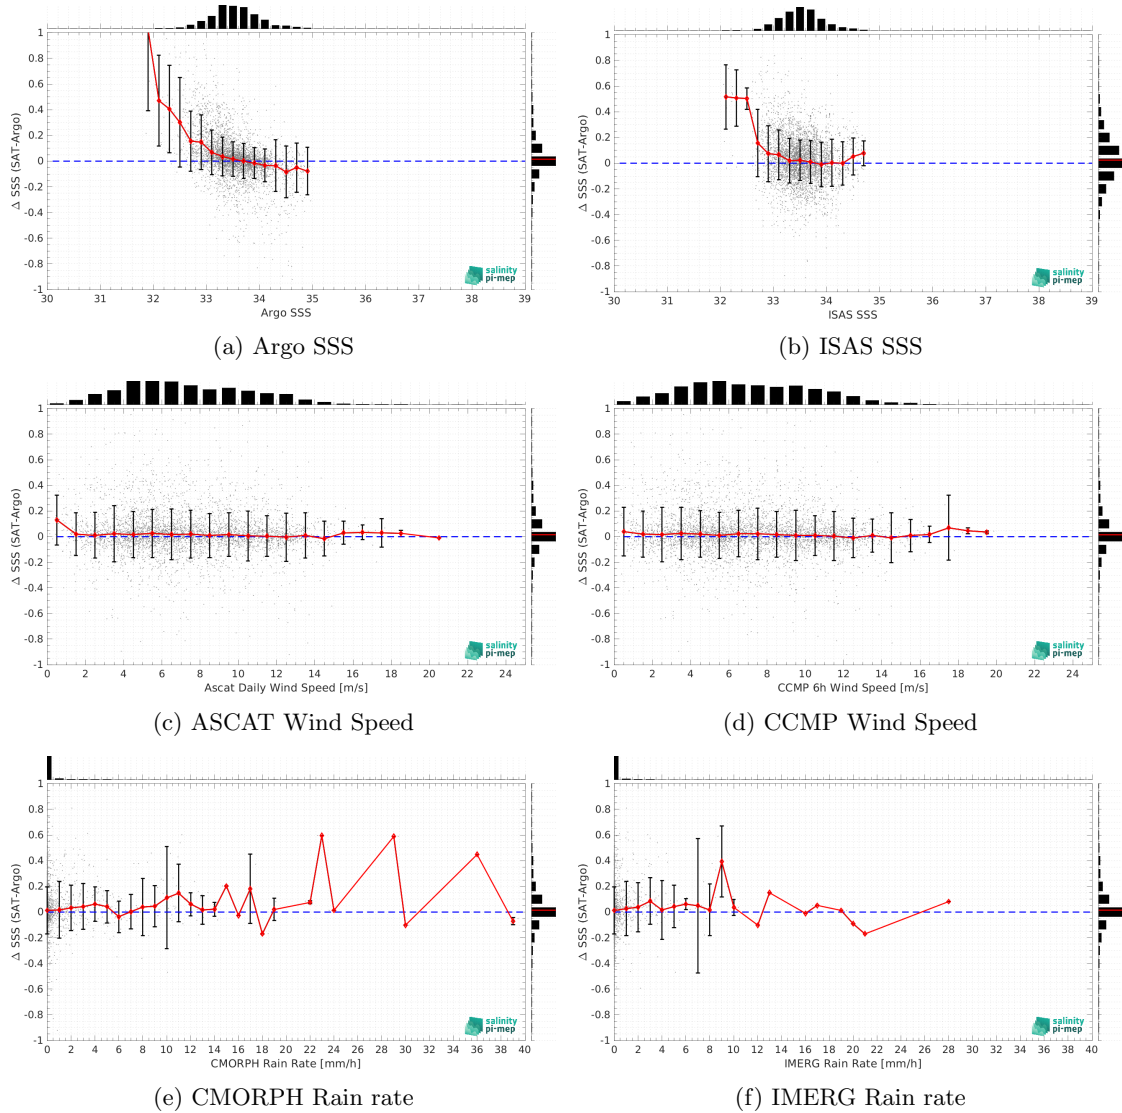 1
0.8
0.6
0.4
0.2
0
-0.2
-0.4
-0.6
-0.8
-1
Δ SSS (SAT-Argo)
30 31 32 33 34 35 36 37 38 39
Argo SSS
salinity
pi-mep
(a) Argo SSS
1
0.8
0.6
0.4
0.2
0
-0.2
-0.4
-0.6
-0.8
-1
Δ SSS (SAT-Argo)
30 31 32 33 34 35 36 37 38 39
ISAS SSS
salinity
pi-mep
(b) ISAS SSS
1
0.8
0.6
0.4
0.2
0
-0.2
-0.4
-0.6
-0.8
-1
Δ SSS (SAT-Argo)
0 2 4 6 8 10 12 14 16 18 20 22 24
Ascat Daily Wind Speed [m/s]
salinity
pi-mep
(c) ASCAT Wind Speed
1
0.8
0.6
0.4
0.2
0
-0.2
-0.4
-0.6
-0.8
-1
Δ SSS (SAT-Argo)
0 2 4 6 8 10 12 14 16 18 20 22 24
CCMP 6h Wind Speed [m/s]
salinity
pi-mep
(d) CCMP Wind Speed
1
0.8
0.6
0.4
0.2
0
-0.2
-0.4
-0.6
-0.8
-1
Δ SSS (SAT-Argo)
0 2 4 6 8 10 12 14 16 18 20 22 24 26 28 30 32 34 36 38 40
CMORPH Rain Rate [mm/h]
salinity
pi-mep
(e) CMORPH Rain rate
1
0.8
0.6
0.4
0.2
0
-0.2
-0.4
-0.6
-0.8
-1
Δ SSS (SAT-Argo)
0 2 4 6 8 10 12 14 16 18 20 22 24 26 28 30 32 34 36 38 40
IMERG Rain Rate [mm/h]
salinity
pi-mep
(f) IMERG Rain rate